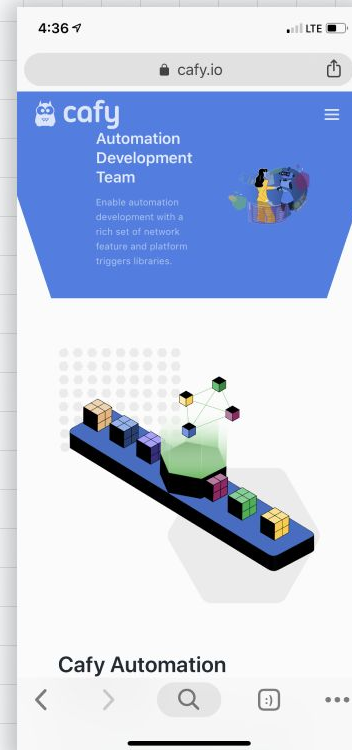 4:36
LTE
cafy.io
cafy
Automation
Development
Team
Enable automation
development with a
rich set of network
feature and platform
triggers libraries.
Cafy Automation
:)